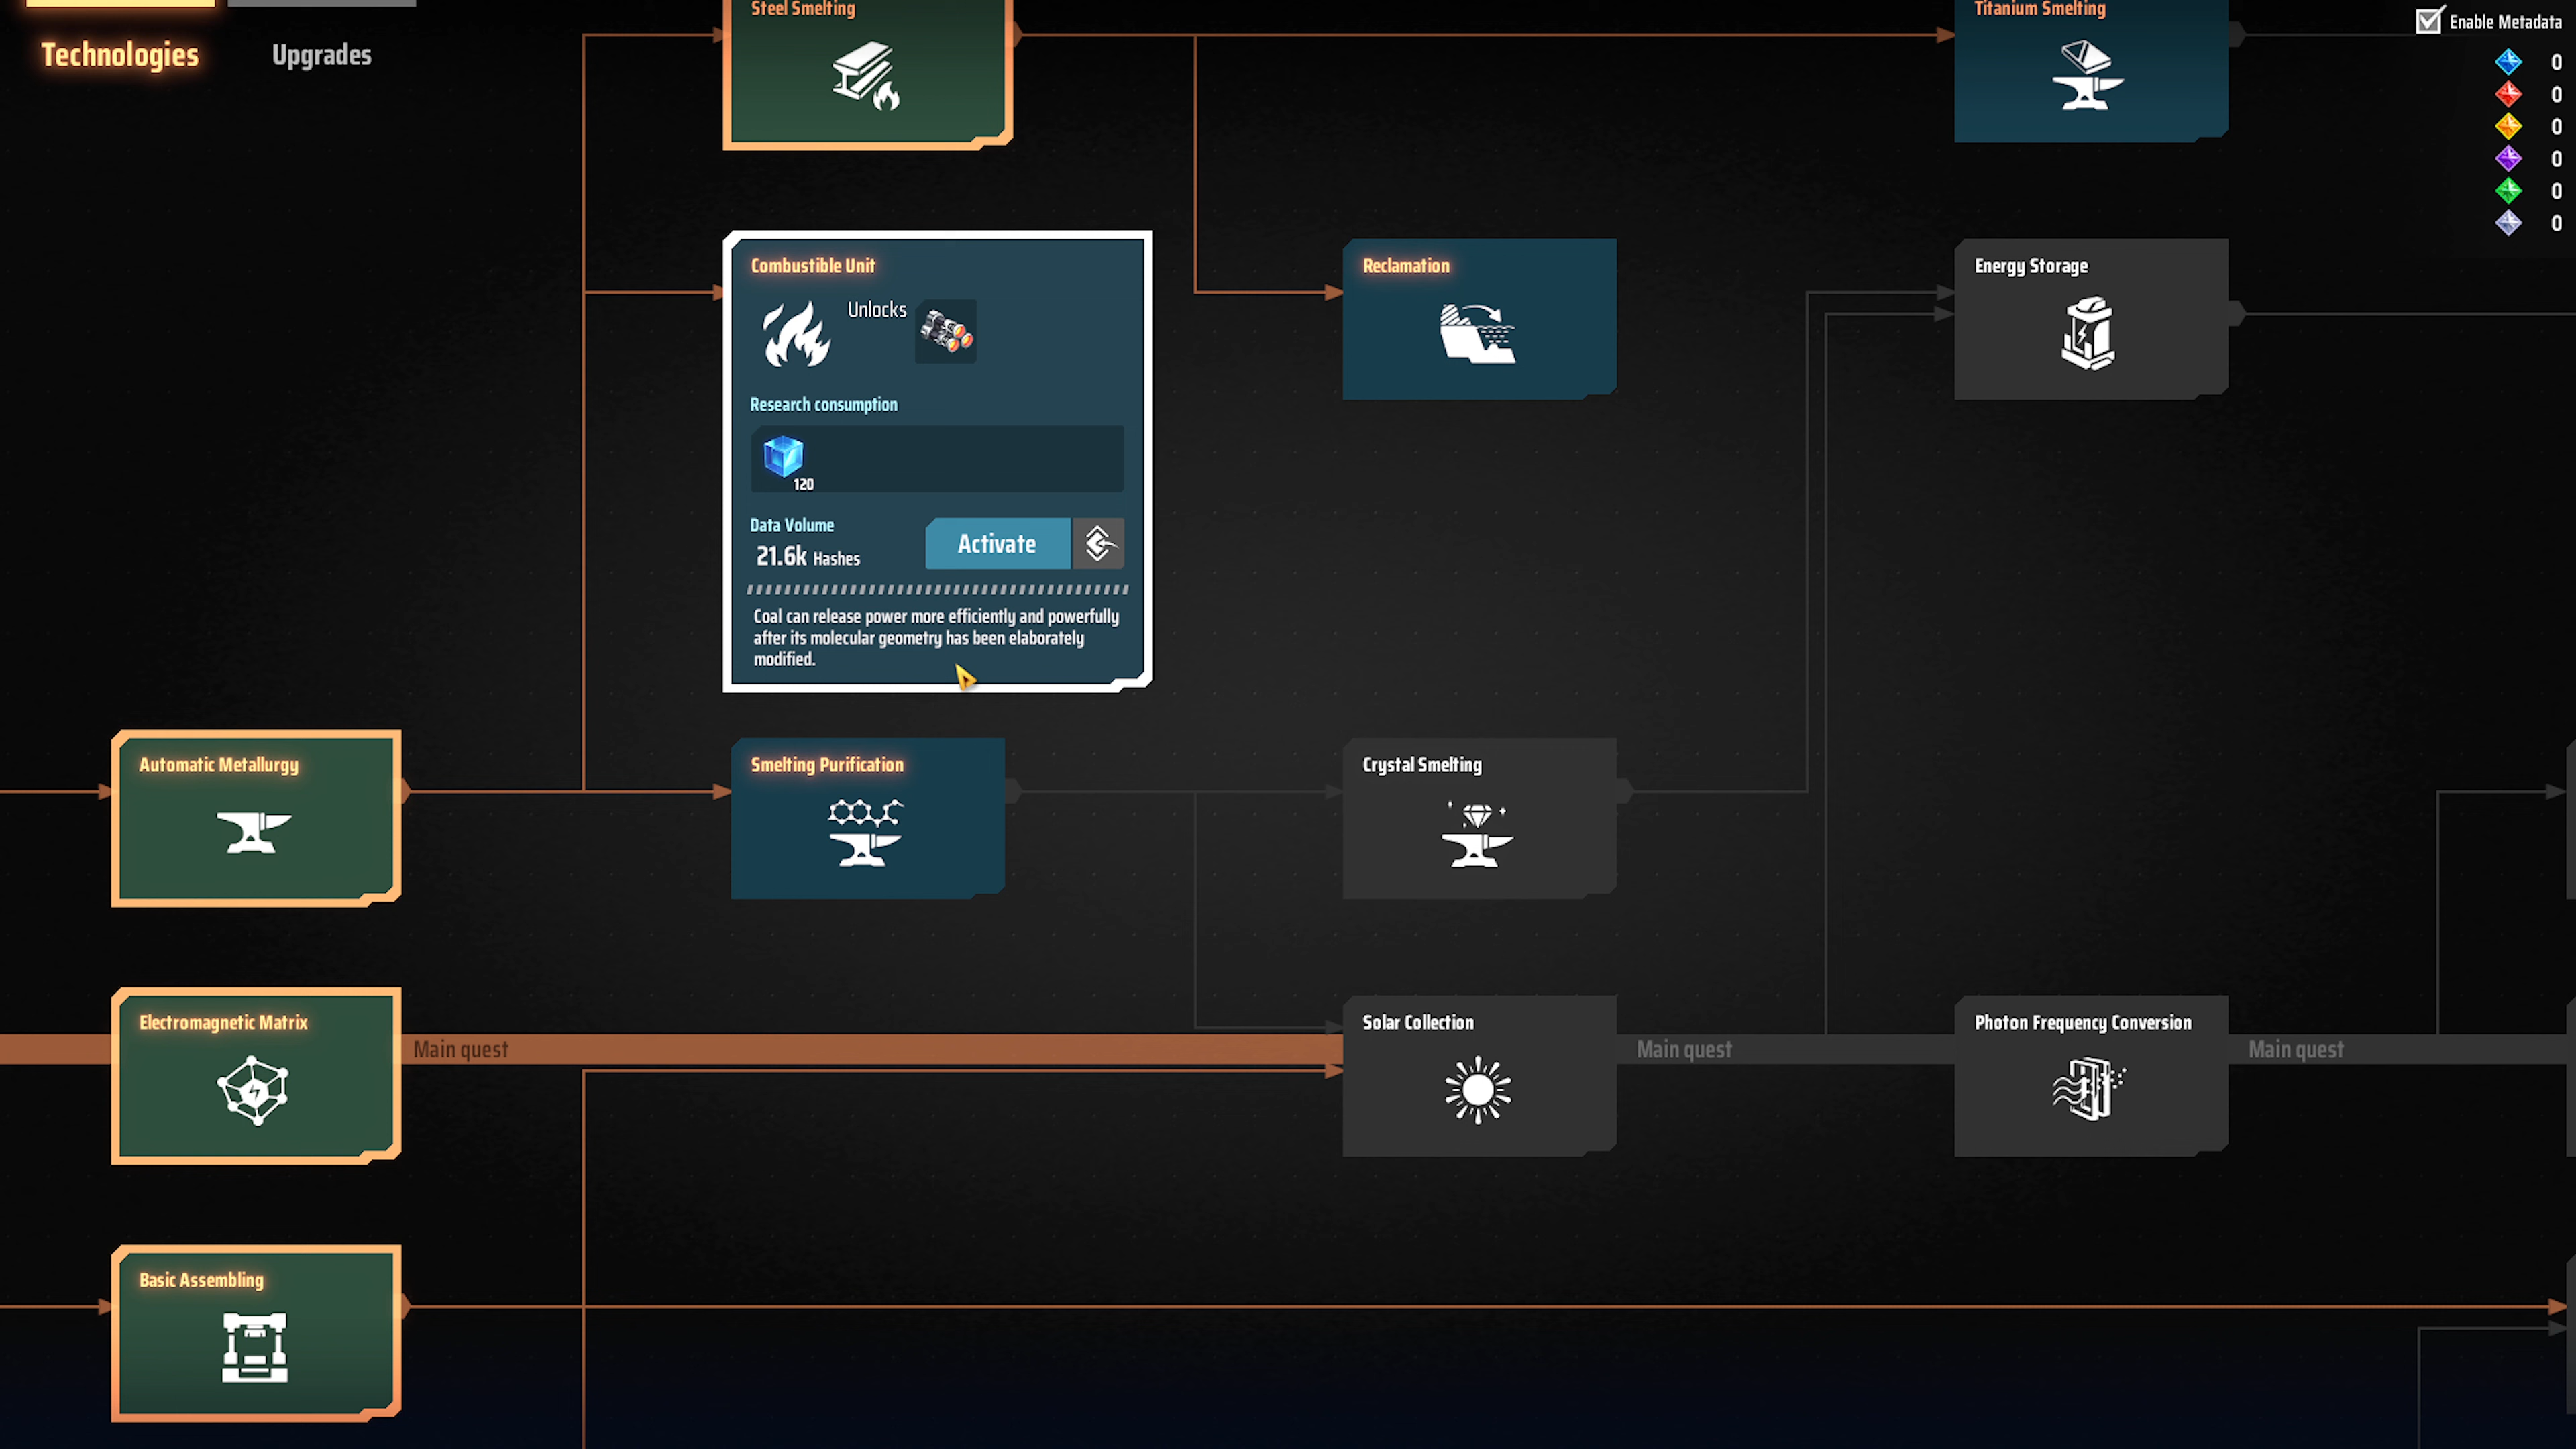 Technologies
Upgrades
Steel Smelting
Titanium Smelting
Enable Metadata
0
0
0
0
0
0
Combustible Unit
Unlocks
Research consumption
120
Data Volume
21.6k Hashes
Activate
Coal can release power more efficiently and powerfully
after its molecular geometry has been elaborately
modified.
Reclamation
Energy Storage
Automatic Metallurgy
Smelting Purification
Crystal Smelting
Electromagnetic Matrix
Main quest
Solar Collection
Main quest
Photon Frequency Conversion
Main quest
Basic Assembling